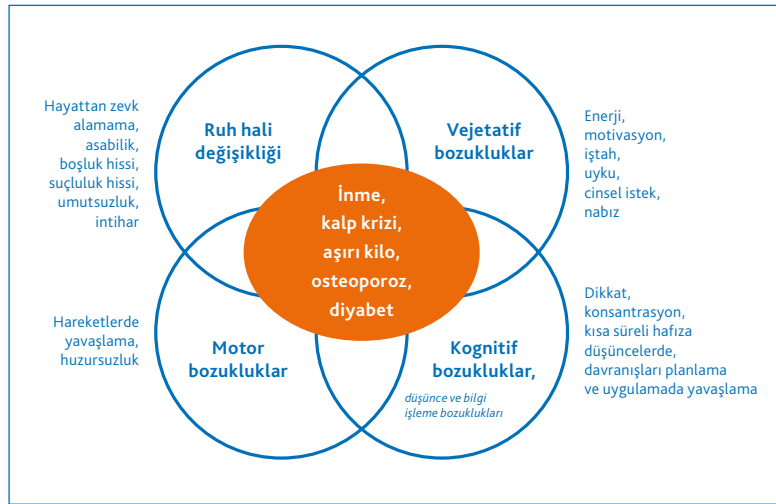 Hayattan zevk
alamama,
asabilik,
boşluk hissi,
suçluluk hissi,
umutsuzluk,
intihar
Ruh hali
değişikliği
Vejetatif
bozukluklar
Enerji,
motivasyon,
iştah,
uyku,
cinsel istek,
nabız
İnme,
kalp krizi,
aşırı kilo,
osteoporoz,
diyabet
Hareketlerde
yavaşlama,
huzursuzluk
Motor
bozukluklar
Kognitif
bozukluklar,
düşünce ve bilgi
işleme bozuklukları
Dikkat,
konsantrasyon,
kısa süreli hafıza
düşüncelerde,
davranışları planlama
ve uygulamada yavaşlama